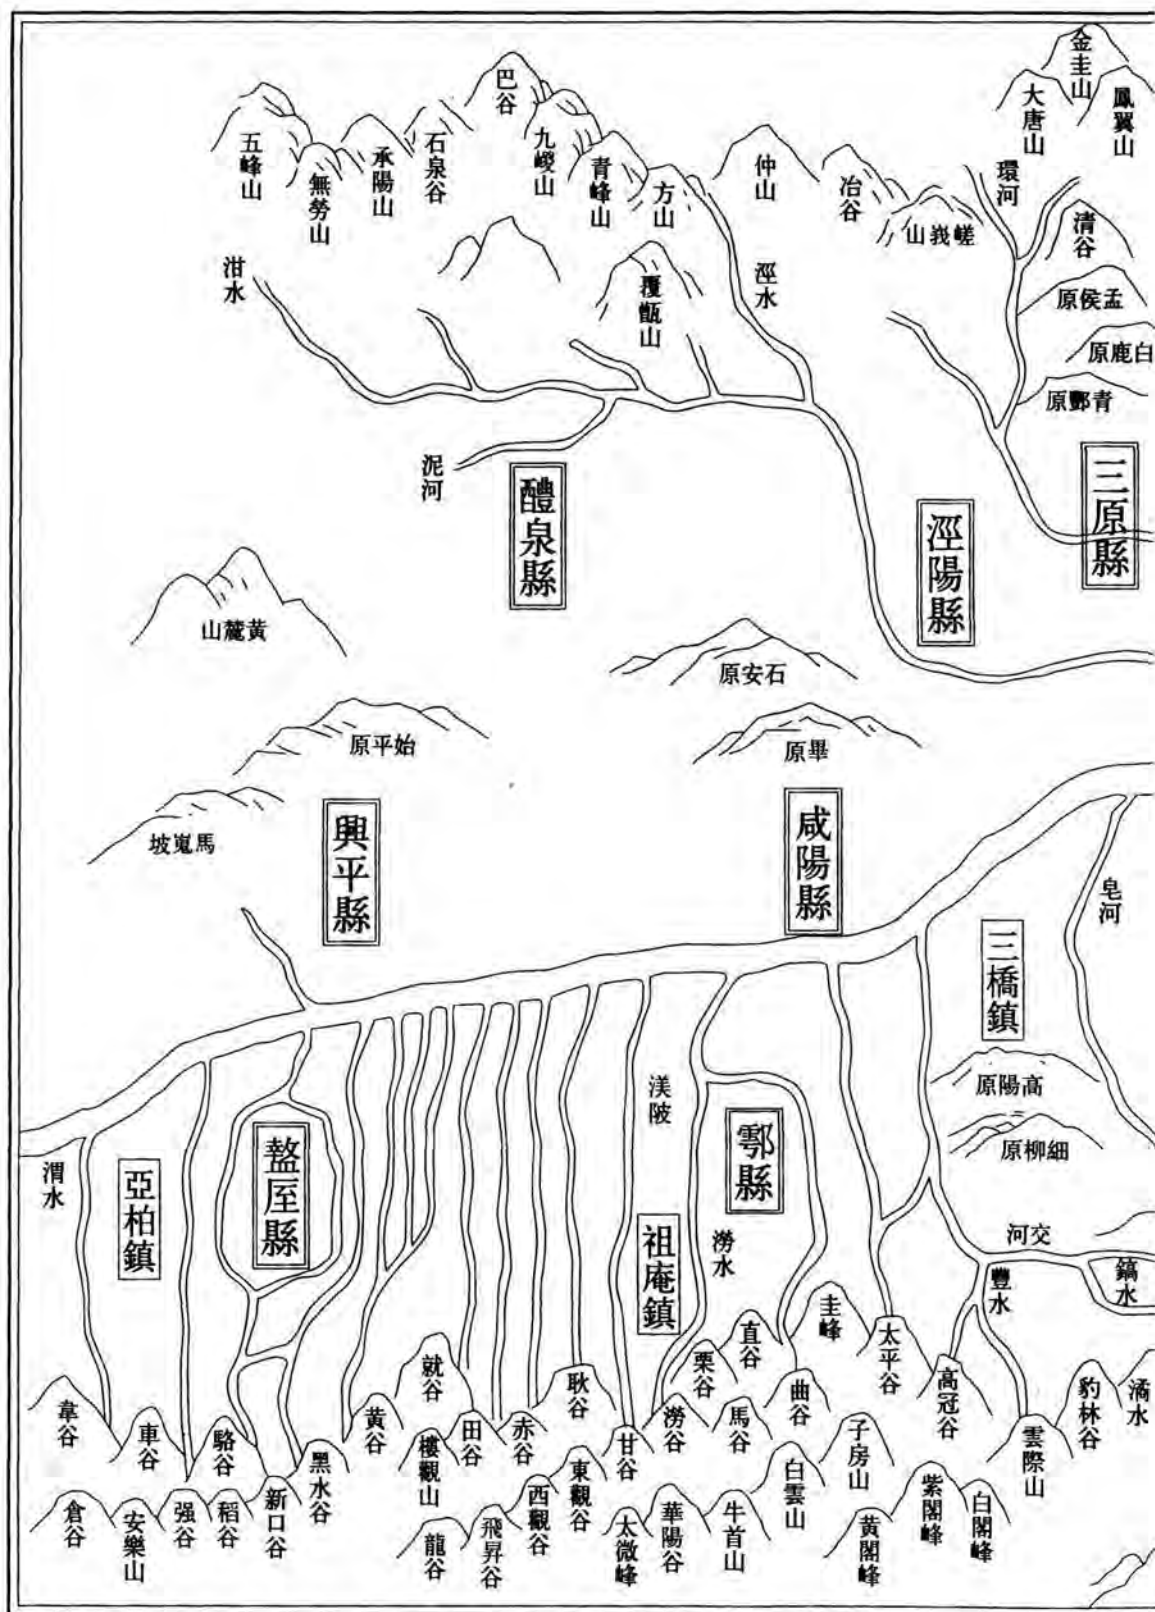 金圭山
鳳翼山
大唐山
環河
清谷
孟侯原
白鹿原
青酆原
三原縣
嵯峩山
冶谷
仲山
涇水
涇陽縣
方山
青峰山
九嵕山
巴谷
石泉谷
承陽山
無勞山
五峰山
覆甑山
泔水
泥河
醴泉縣
黃麓山
石安原
始平原
畢原
馬嵬坡
興平縣
咸陽縣
皂河
三橋鎮
高陽原
細柳原
交河
鎬水
豐水
渼陂
鄠縣
澇水
祖庵鎮
盩厔縣
亞柏鎮
渭水
潏水
豹林谷
雲際山
高冠谷
太平谷
圭峰
曲谷
直谷
栗谷
馬谷
澇谷
甘谷
耿谷
赤谷
田谷
就谷
樓觀山
黃谷
黑水谷
駱谷
車谷
韋谷
白閣峰
紫閣峰
黃閣峰
子房山
白雲山
牛首山
華陽谷
太微峰
東觀谷
西觀谷
飛昇谷
龍谷
新口谷
稻谷
强谷
安樂山
倉谷